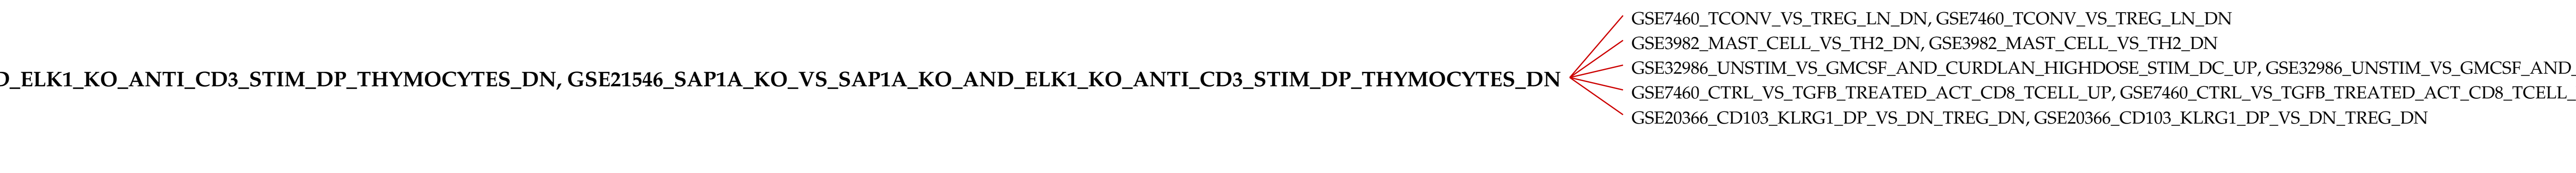 D_ELK1_KO_ANTI_CD3_STIM_DP_THYMOCYTES_DN, GSE21546_SAP1A_KO_VS_SAP1A_KO_AND_ELK1_KO_ANTI_CD3_STIM_DP_THYMOCYTES_DN
GSE7460_TCONV_VS_TREG_LN_DN, GSE7460_TCONV_VS_TREG_LN_DN
GSE3982_MAST_CELL_VS_TH2_DN, GSE3982_MAST_CELL_VS_TH2_DN
GSE32986_UNSTIM_VS_GMCSF_AND_CURDLAN_HIGHDOSE_STIM_DC_UP, GSE32986_UNSTIM_VS_GMCSF_AND_
GSE7460_CTRL_VS_TGFB_TREATED_ACT_CD8_TCELL_UP, GSE7460_CTRL_VS_TGFB_TREATED_ACT_CD8_TCELL_
GSE20366_CD103_KLRG1_DP_VS_DN_TREG_DN, GSE20366_CD103_KLRG1_DP_VS_DN_TREG_DN